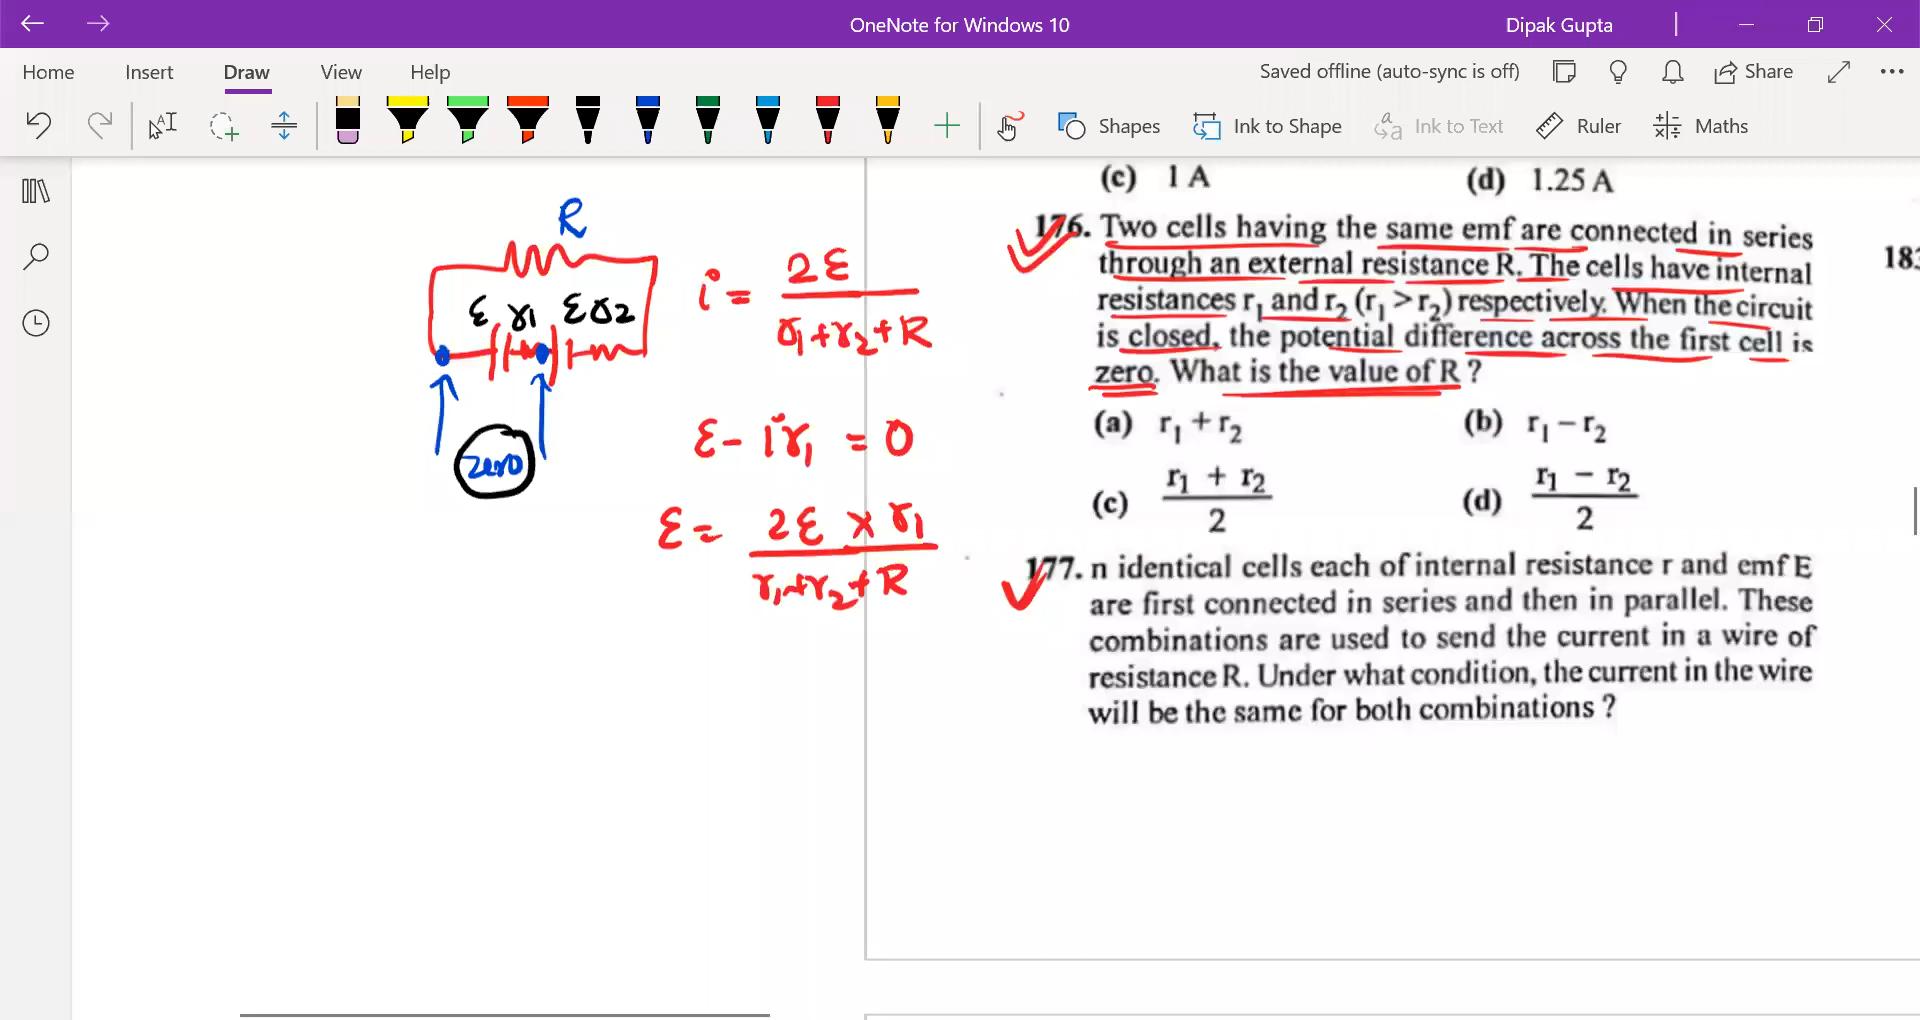 OneNote for Windows 10
Dipak Gupta
Home Insert Draw View Help
Saved offline (auto-sync is off)
Share
Shapes
Ink to Shape
Ink to Text
Ruler
Maths
R
ε r1 ε r2
zero
i = 2ε / r1+r2+R
ε - ir1 = 0
ε = 2ε × r1 / r1+r2+R
(c) 1 A (d) 1.25 A
176. Two cells having the same emf are connected in series
through an external resistance R. The cells have internal
resistances r1 and r2 (r1 > r2) respectively. When the circuit
is closed, the potential difference across the first cell is
zero. What is the value of R ?
(a) r1 + r2 (b) r1 – r2
(c) r1 + r2 / 2 (d) r1 − r2 / 2
177. n identical cells each of internal resistance r and emf E
are first connected in series and then in parallel. These
combinations are used to send the current in a wire of
resistance R. Under what condition, the current in the wire
will be the same for both combinations ?